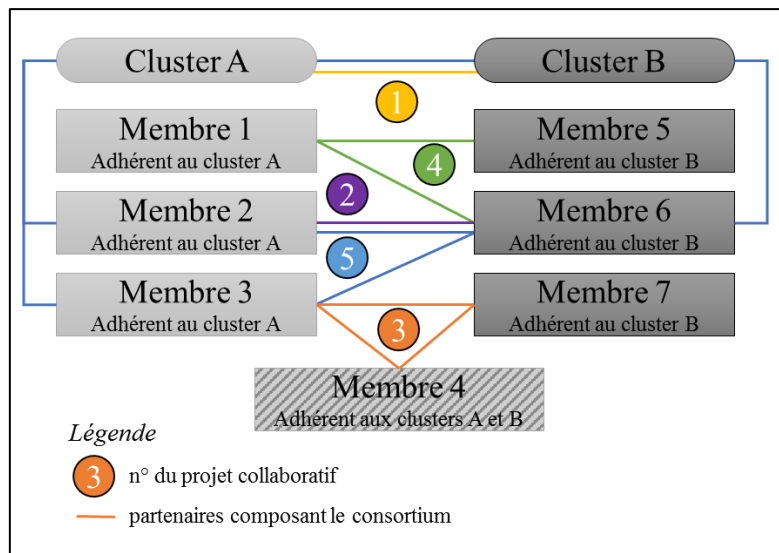 Cluster A
Cluster B
1
Membre 1
Adhérent au cluster A
Membre 5
Adhérent au cluster B
4
2
Membre 2
Adhérent au cluster A
Membre 6
Adhérent au cluster B
5
Membre 3
Adhérent au cluster A
Membre 7
Adhérent au cluster B
3
Membre 4
Adhérent aux clusters A et B
Légende
3 n° du projet collaboratif
partenaires composant le consortium